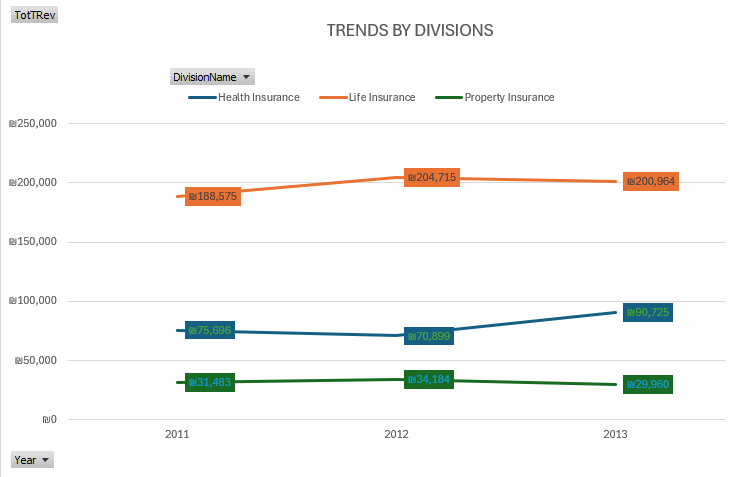 TotTRev
TRENDS BY DIVISIONS
DivisionName
Health Insurance Life Insurance Property Insurance
₪250,000
₪200,000
₪150,000
₪100,000
₪50,000
₪0
₪188,575 ₪204,715 ₪200,964
₪75,696 ₪70,899 ₪90,725
₪31,483 ₪34,184 ₪29,960
2011 2012 2013
Year